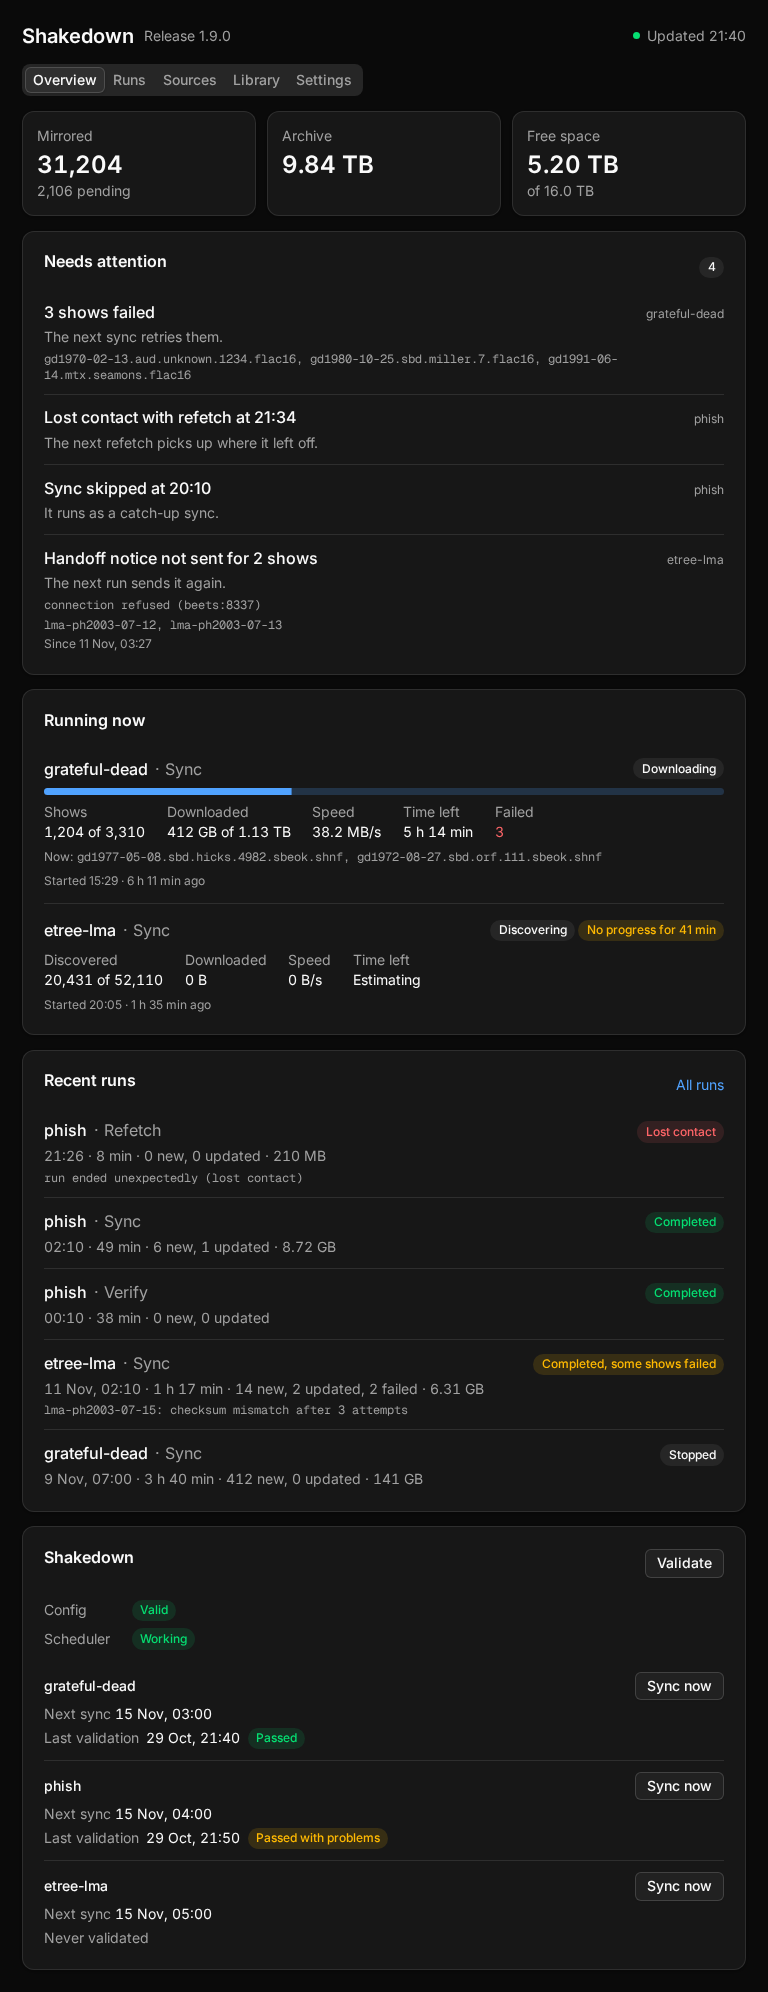 Shakedown Release 1.9.0 Updated 21:40
Overview Runs Sources Library Settings
Mirrored
31,204
2,106 pending
Archive
9.84 TB
Free space
5.20 TB
of 16.0 TB
Needs attention 4
3 shows failed grateful-dead
The next sync retries them.
gd1970-02-13.aud.unknown.1234.flac16, gd1980-10-25.sbd.miller.7.flac16, gd1991-06-
14.mtx.seamons.flac16
Lost contact with refetch at 21:34 phish
The next refetch picks up where it left off.
Sync skipped at 20:10 phish
It runs as a catch-up sync.
Handoff notice not sent for 2 shows etree-lma
The next run sends it again.
connection refused (beets:8337)
lma-ph2003-07-12, lma-ph2003-07-13
Since 11 Nov, 03:27
Running now
grateful-dead · Sync Downloading
Shows Downloaded Speed Time left Failed
1,204 of 3,310 412 GB of 1.13 TB 38.2 MB/s 5 h 14 min 3
Now: gd1977-05-08.sbd.hicks.4982.sbeok.shnf, gd1972-08-27.sbd.orf.111.sbeok.shnf
Started 15:29 · 6 h 11 min ago
etree-lma · Sync Discovering No progress for 41 min
Discovered Downloaded Speed Time left
20,431 of 52,110 0 B 0 B/s Estimating
Started 20:05 · 1 h 35 min ago
Recent runs All runs
phish · Refetch Lost contact
21:26 · 8 min · 0 new, 0 updated · 210 MB
run ended unexpectedly (lost contact)
phish · Sync Completed
02:10 · 49 min · 6 new, 1 updated · 8.72 GB
phish · Verify Completed
00:10 · 38 min · 0 new, 0 updated
etree-lma · Sync Completed, some shows failed
11 Nov, 02:10 · 1 h 17 min · 14 new, 2 updated, 2 failed · 6.31 GB
lma-ph2003-07-15: checksum mismatch after 3 attempts
grateful-dead · Sync Stopped
9 Nov, 07:00 · 3 h 40 min · 412 new, 0 updated · 141 GB
Shakedown Validate
Config Valid
Scheduler Working
grateful-dead Sync now
Next sync 15 Nov, 03:00
Last validation 29 Oct, 21:40 Passed
phish Sync now
Next sync 15 Nov, 04:00
Last validation 29 Oct, 21:50 Passed with problems
etree-lma Sync now
Next sync 15 Nov, 05:00
Never validated